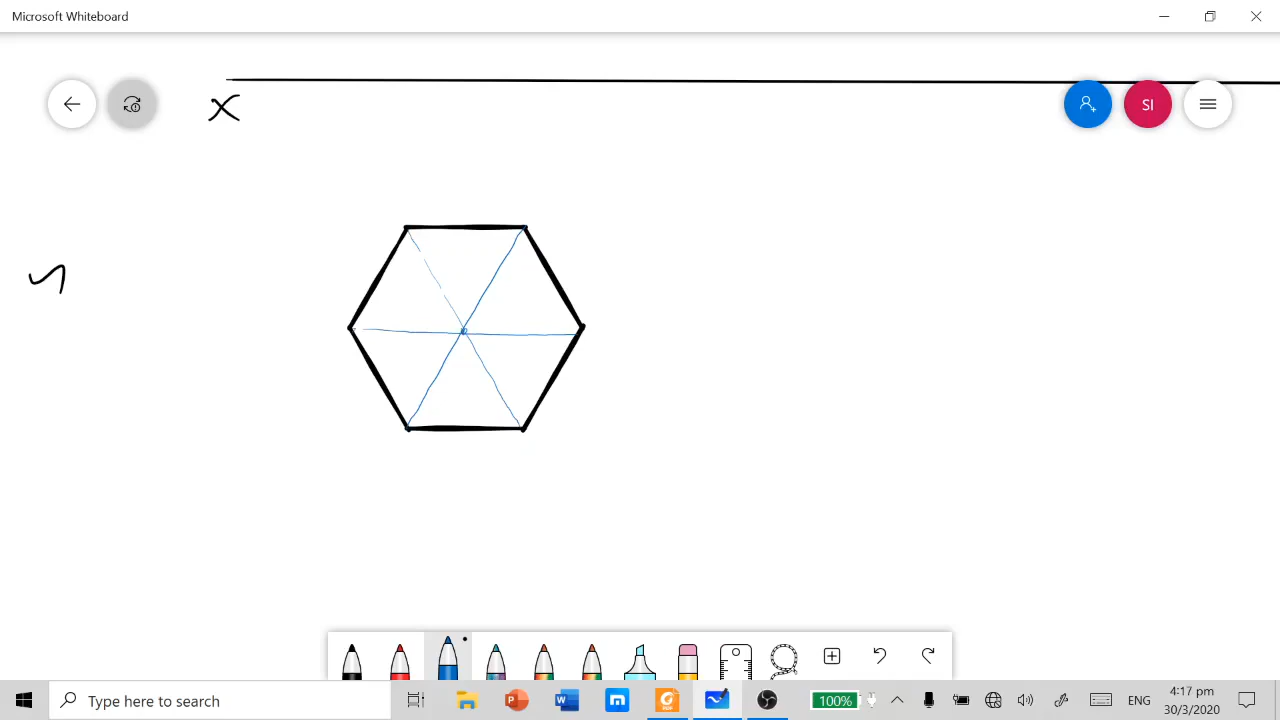 Microsoft Whiteboard
x
SI
Type here to search
W
100%
ENG
4:17 pm
30/3/2020